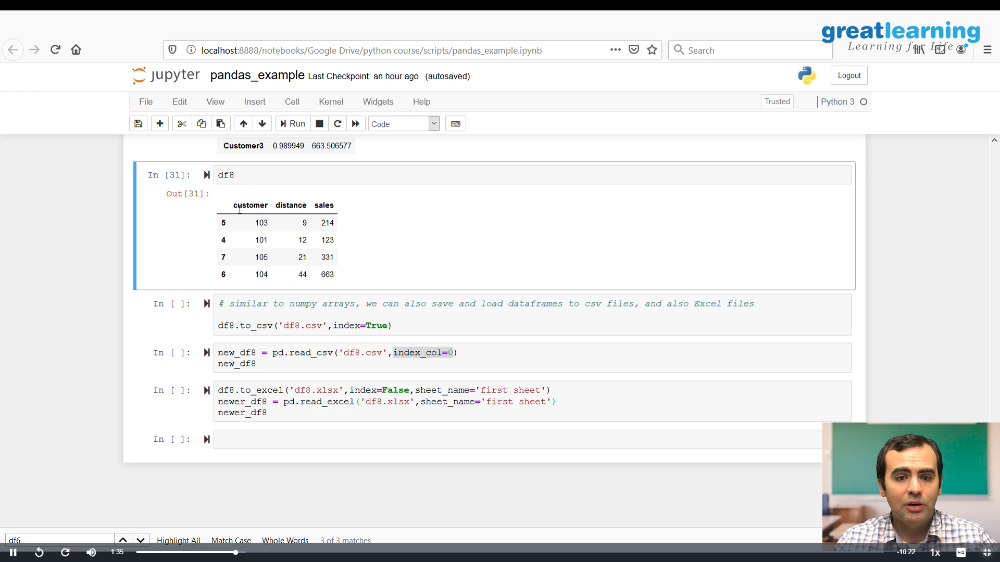 greatlearning
Learning for Life
localhost:8888/notebooks/Google Drive/python course/scripts/pandas_example.ipynb
Search
jupyter pandas_example Last Checkpoint: an hour ago (autosaved)
Logout
File Edit View Insert Cell Kernel Widgets Help
Trusted
Python 3
Run
Code
Customer3 0.989949 663.506577
In [31]: df8
Out[31]:
customer distance sales
5 103 9 214
4 101 12 123
7 105 21 331
6 104 44 663
In [ ]: # similar to numpy arrays, we can also save and load dataframes to csv files, and also Excel files
df8.to_csv('df8.csv',index=True)
In [ ]: new_df8 = pd.read_csv('df8.csv',index_col=0)
new_df8
In [ ]: df8.to_excel('df8.xlsx',index=False,sheet_name='first sheet')
newer_df8 = pd.read_excel('df8.xlsx',sheet_name='first sheet')
newer_df8
In [ ]:
df6 Highlight All Match Case Whole Words 3 of 3 matches
1:35
-10:22
1x
HD